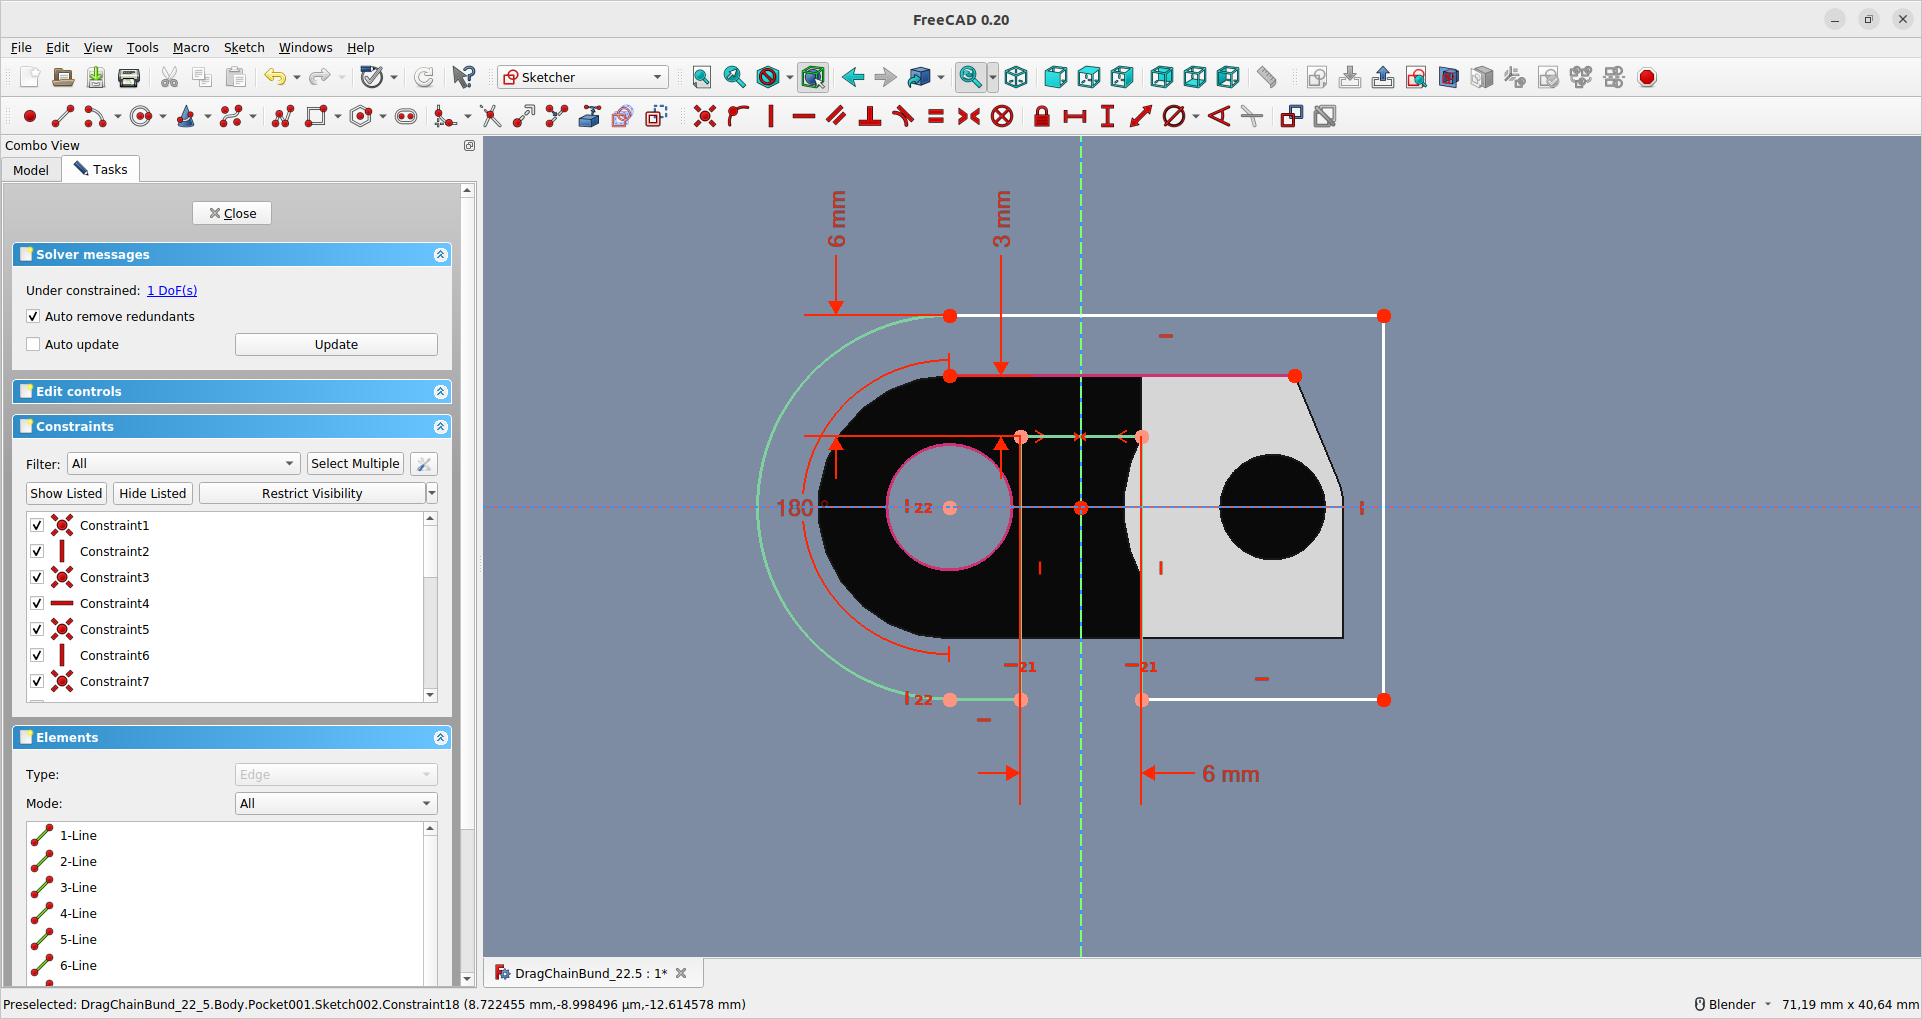 FreeCAD 0.20
File Edit View Tools Macro Sketch Windows Help
Sketcher
Combo View
Model Tasks
Close
Solver messages
Under constrained: 1 DoF(s)
Auto remove redundants
Auto update Update
Edit controls
Constraints
Filter: All Select Multiple
Show Listed Hide Listed Restrict Visibility
Constraint1
Constraint2
Constraint3
Constraint4
Constraint5
Constraint6
Constraint7
Elements
Type: Edge
Mode: All
1-Line
2-Line
3-Line
4-Line
5-Line
6-Line
6 mm
3 mm
180 °
22
21 21
22
6 mm
DragChainBund_22.5 : 1*
Preselected: DragChainBund_22_5.Body.Pocket001.Sketch002.Constraint18 (8.722455 mm,-8.998496 µm,-12.614578 mm)
Blender 71,19 mm x 40,64 mm